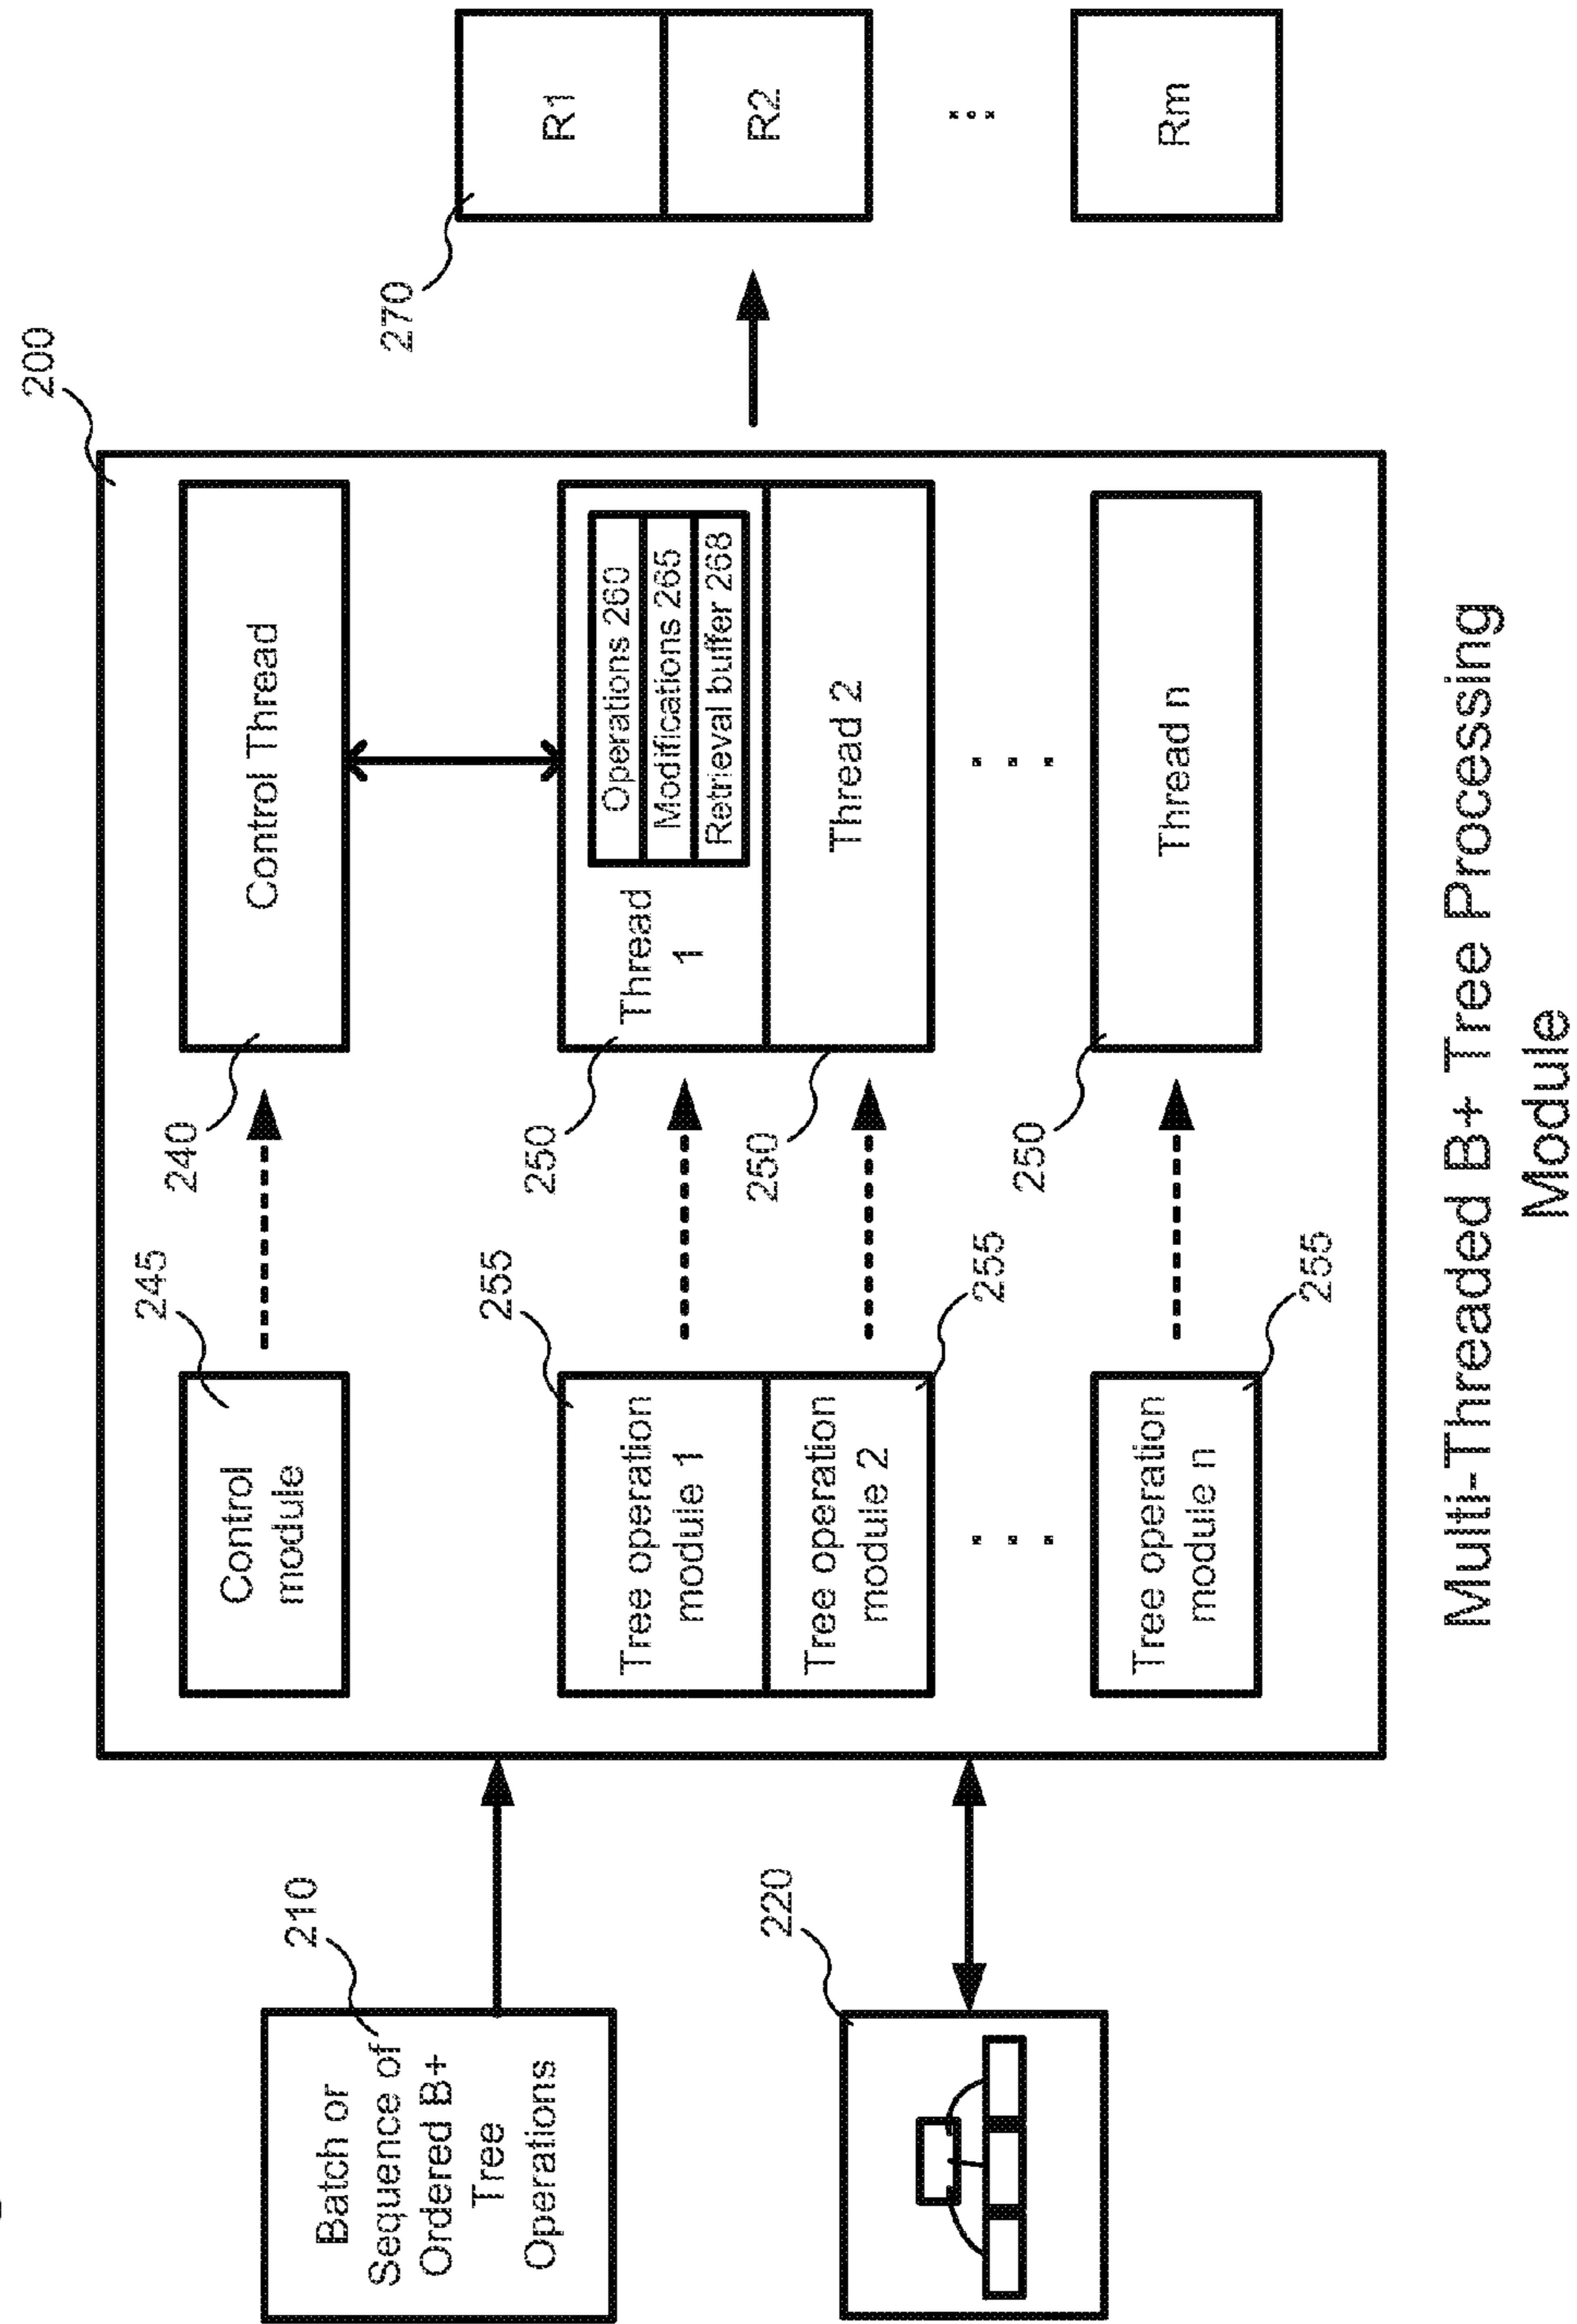 200
Batch or
Sequence of
Ordered B+
Tree
Operations
210
220
Control
module
245
Control Thread
240
Tree operation
module 1
255
Tree operation
module 2
255
. . .
Tree operation
module n
255
Thread
1
250
Operations 260
Modifications 265
Retrieval buffer 268
Thread 2
250
. . .
Thread n
250
270
R1
R2
...
Rm
Multi-Threaded B+ Tree Processing
Module